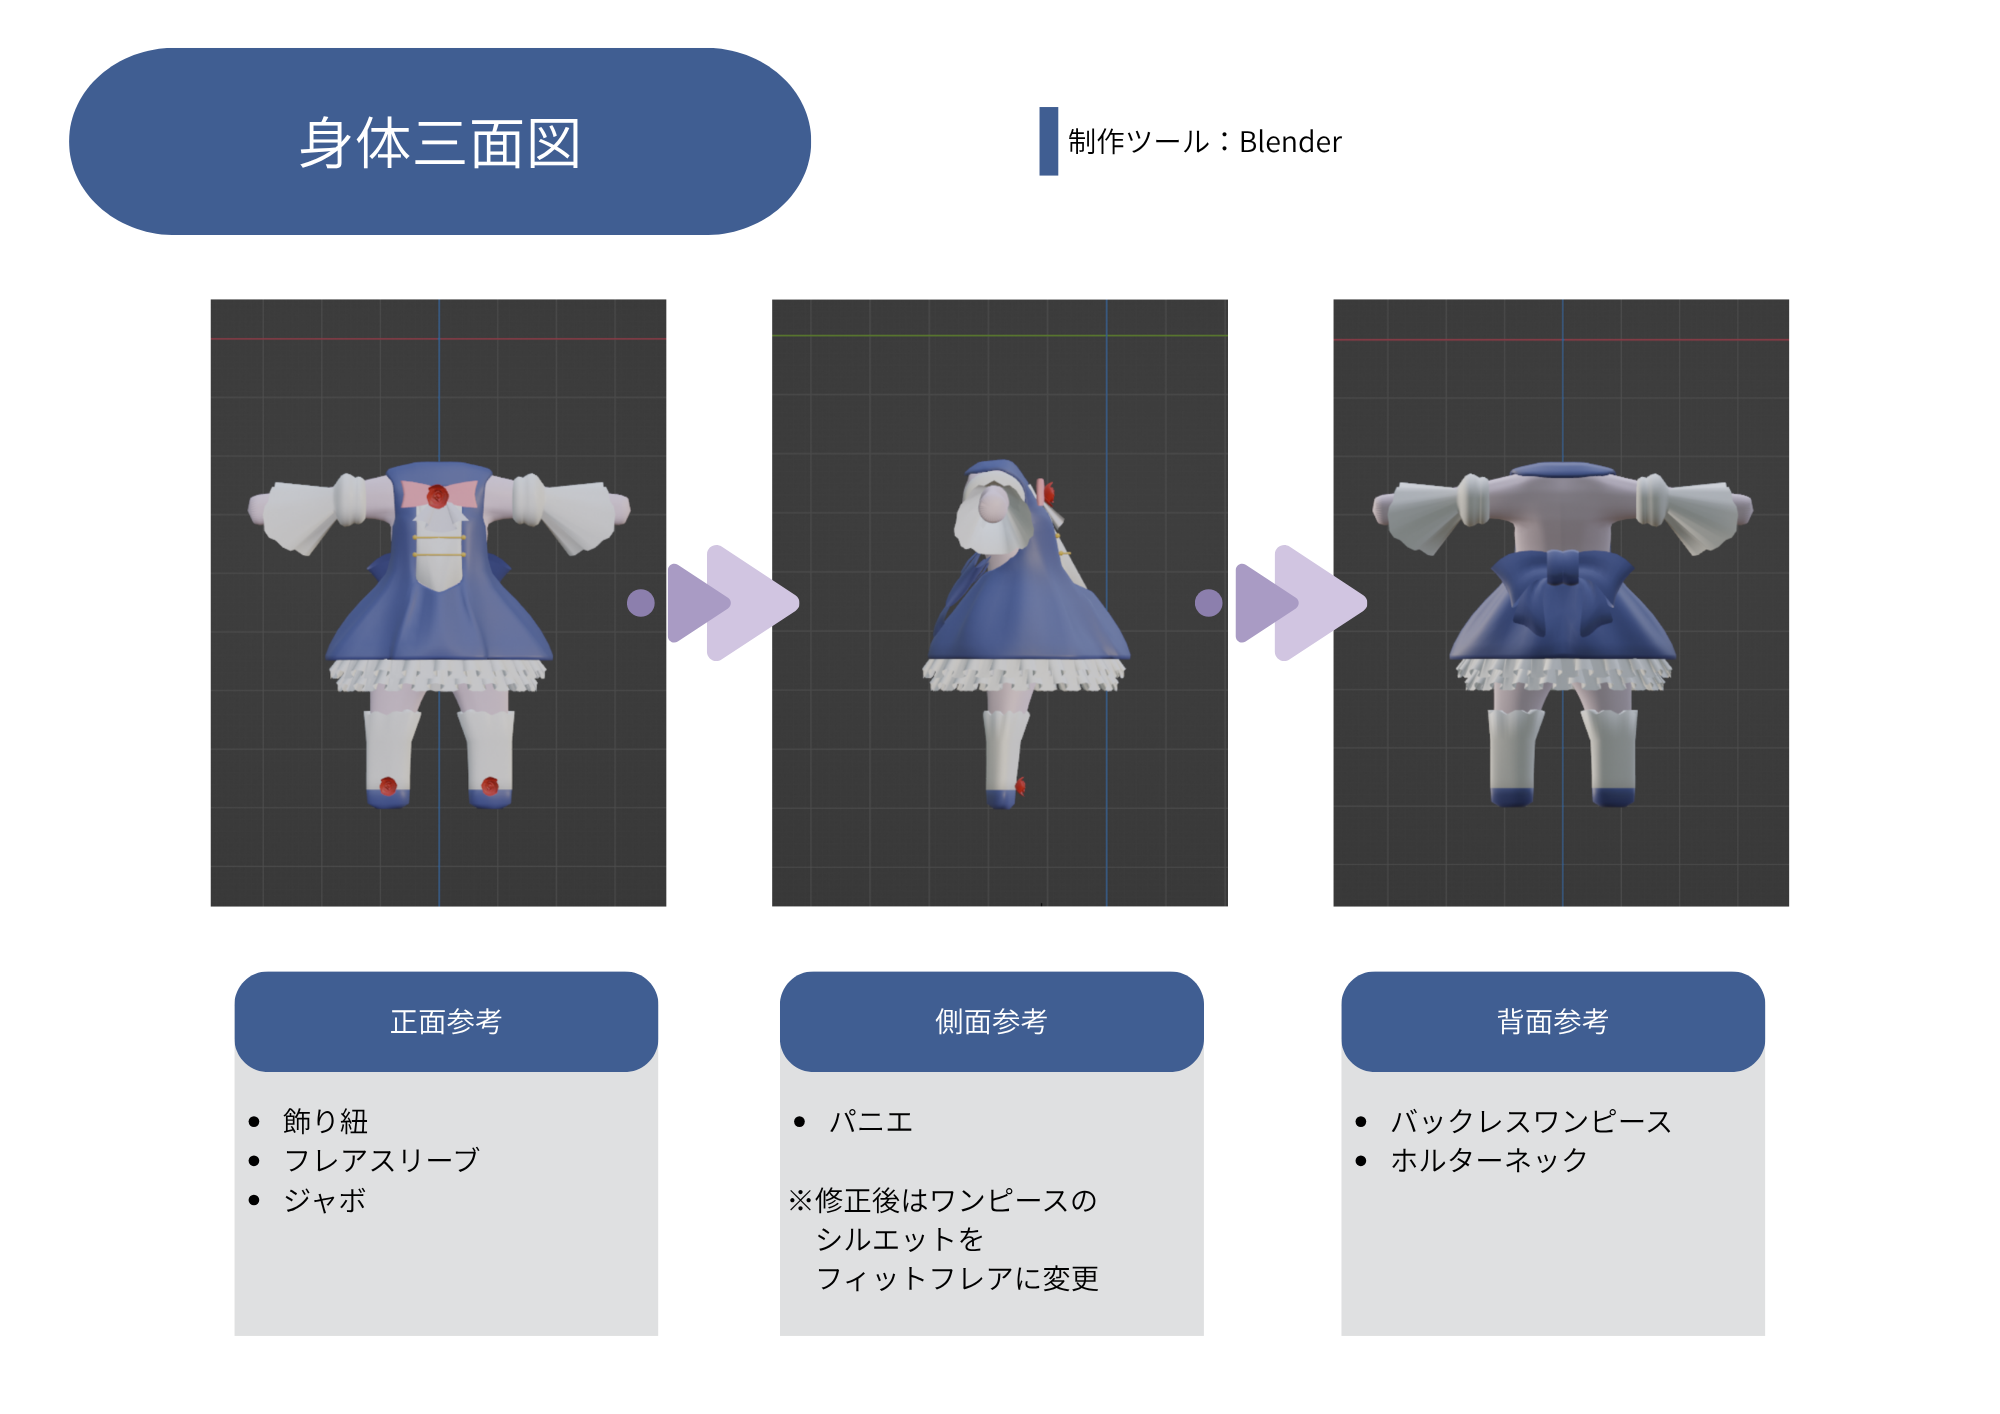 身体三面図
制作ツール：Blender
正面参考
• 飾り紐
• フレアスリーブ
• ジャボ
側面参考
• パニエ
※修正後はワンピースの
シルエットを
フィットフレアに変更
背面参考
• バックレスワンピース
• ホルターネック